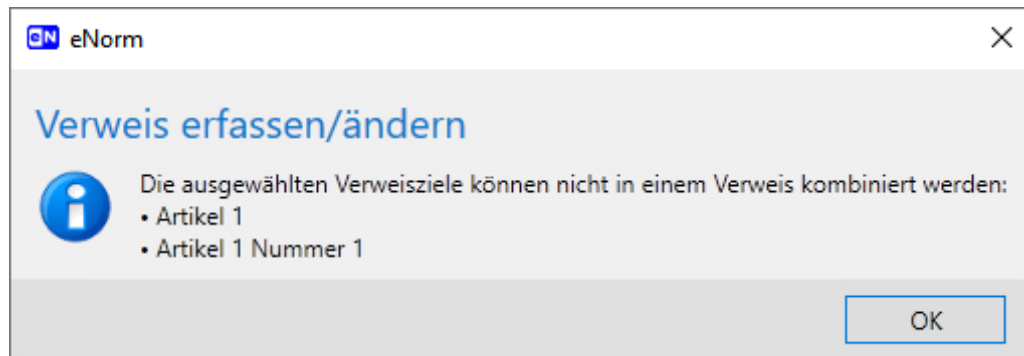 eN eNorm
Verweis erfassen/ändern
Die ausgewählten Verweisziele können nicht in einem Verweis kombiniert werden:
• Artikel 1
• Artikel 1 Nummer 1
OK